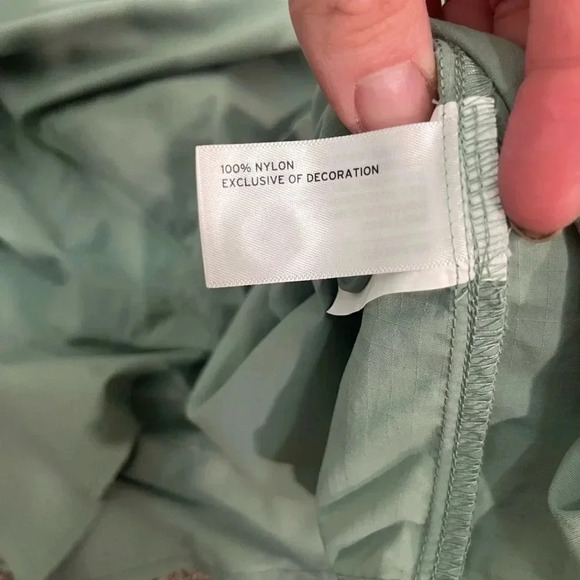 100% NYLON
EXCLUSIVE OF DECORATION